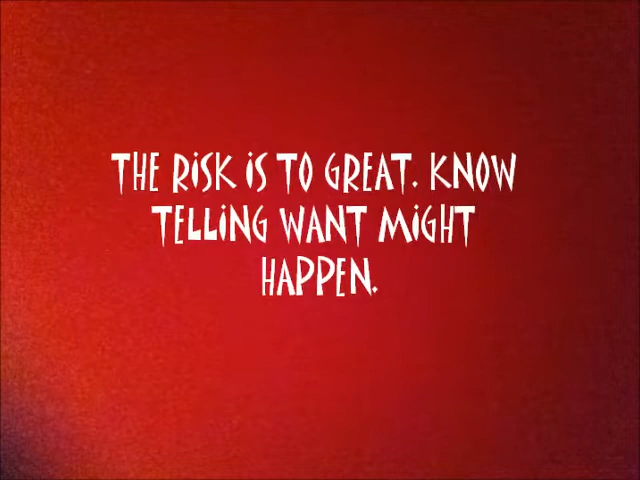 THE RISK IS TO GREAT. KNOW
TELLING WANT MIGHT
HAPPEN.